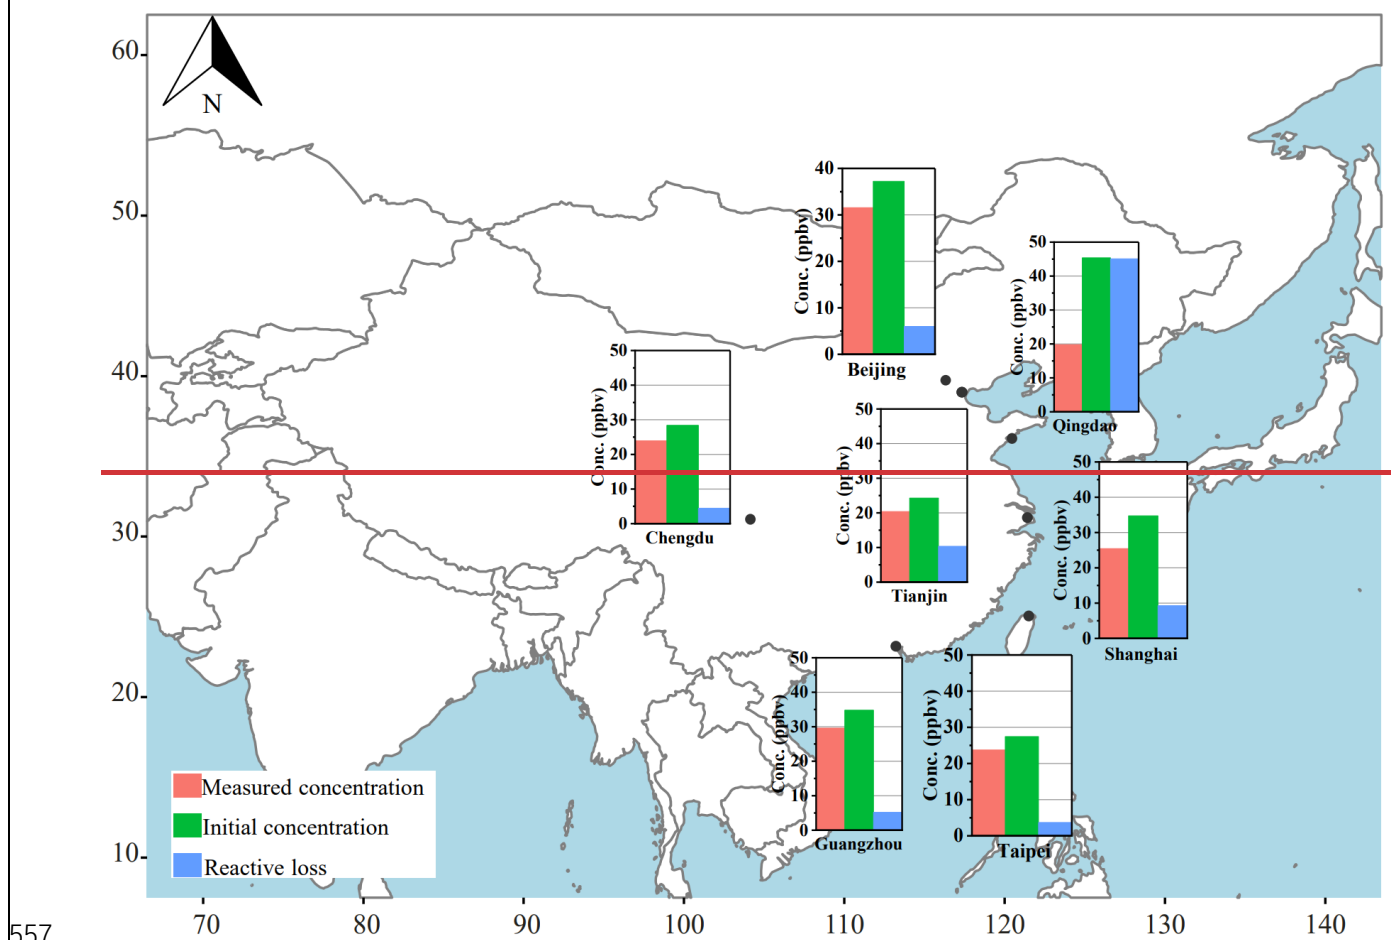 N
60
50
40
30
20
10
70 80 90 100 110 120 130 140
40
30
20
10
0
Conc. (ppbv)
Beijing
50
40
30
20
10
0
Conc. (ppbv)
Qingdao
50
40
30
20
10
0
Conc. (ppbv)
Chengdu
50
40
30
20
10
0
Conc. (ppbv)
Tianjin
50
40
30
20
10
0
Conc. (ppbv)
Shanghai
50
40
30
20
10
0
Conc. (ppbv)
Guangzhou
50
40
30
20
10
0
Conc. (ppbv)
Taipei
Measured concentration
Initial concentration
Reactive loss
557